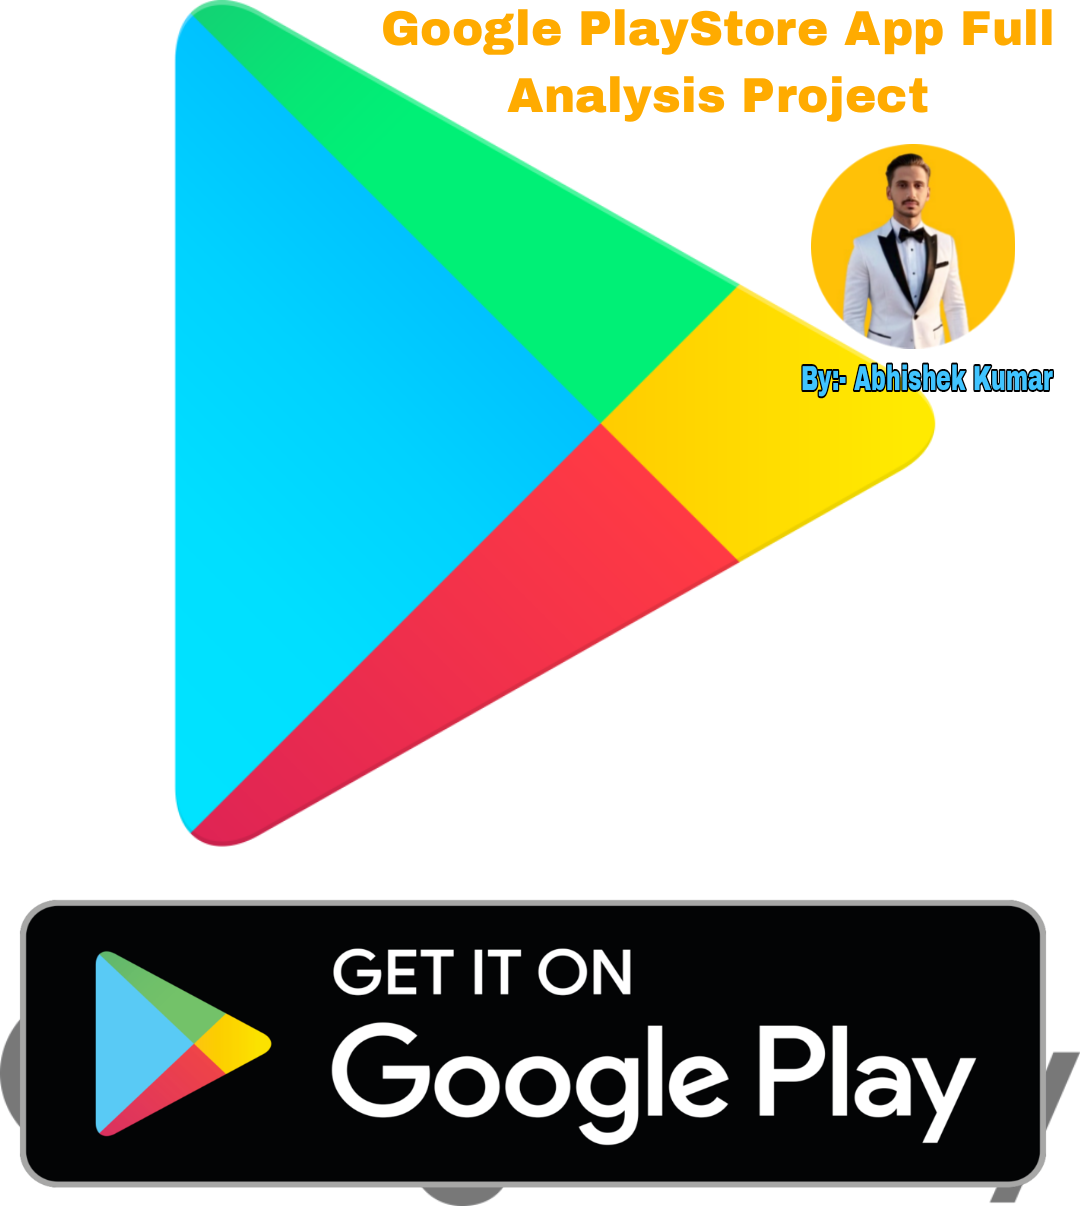 Google PlayStore App Full
Analysis Project
By:- Abhishek Kumar
GET IT ON
Google Play